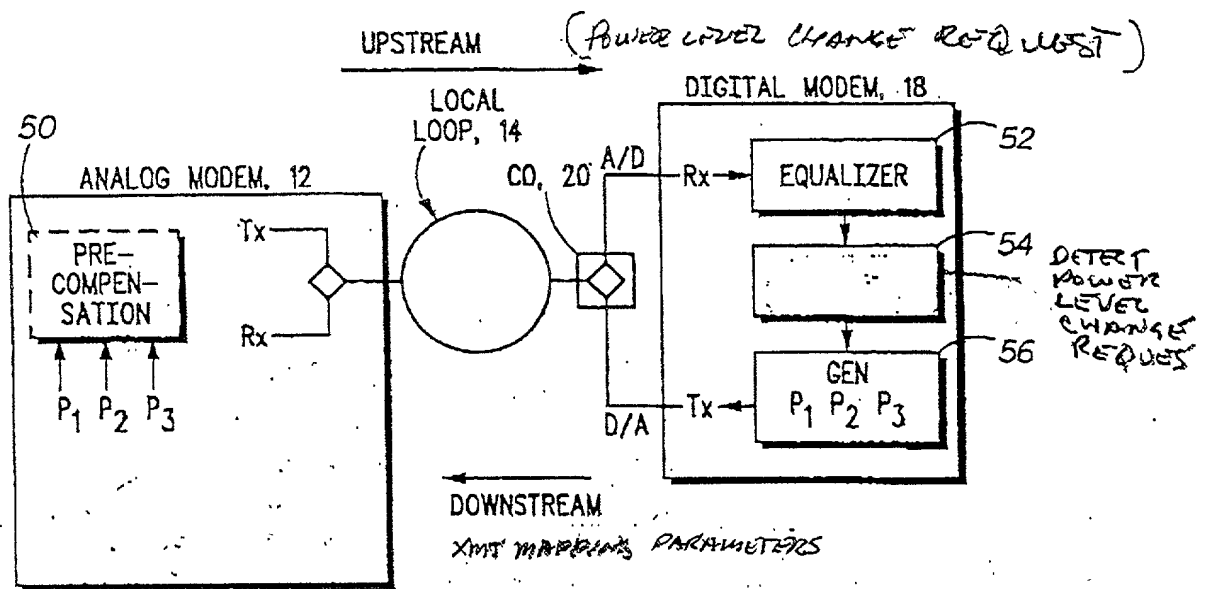 UPSTREAM (POWER LEVEL CHANGE REQUEST)
DIGITAL MODEM, 18
LOCAL
LOOP, 14
50
ANALOG MODEM, 12
CO, 20
A/D
Rx
EQUALIZER
52
PRE-
COMPEN-
SATION
Tx
Rx
P1 P2 P3
54
DETECT
POWER
LEVEL
CHANGE
REQUES
56
GEN
P1 P2 P3
Tx
D/A
DOWNSTREAM
XMT MAPPING PARAMETERS